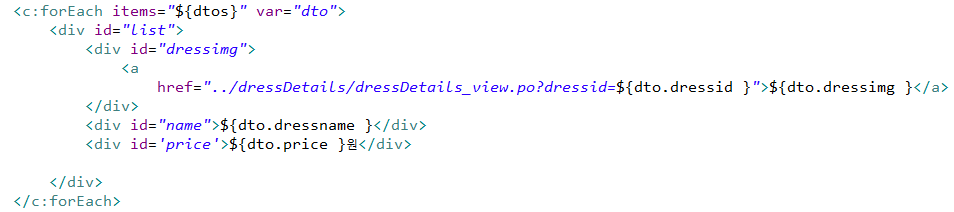 <c:forEach items="${dtos}" var="dto">
    <div id="list">
        <div id="dressimg">
            <a
                href="../dressDetails/dressDetails_view.po?dressid=${dto.dressid }">${dto.dressimg }</a>
        </div>
        <div id="name">${dto.dressname }</div>
        <div id='price'>${dto.price }원</div>

    </div>
</c:forEach>